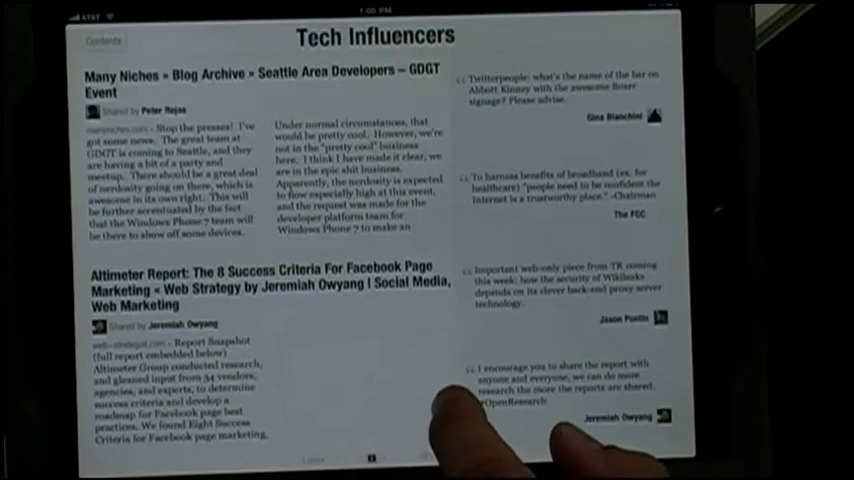 AT&T
1:00 PM
Contents
Tech Influencers
Many Niches » Blog Archive » Seattle Area Developers – GDGT
Event
Shared by Peter Rojas
manyniches.com - Stop the presses! I've
got some news. The great team at
GDGT is coming to Seattle, and they
are having a bit of a party and
meetup. There should be a great deal
of nerdosity going on there, which is
awesome in its own right. This will
be further accentuated by the fact
that the Windows Phone 7 team will
be there to show off some devices.
Under normal circumstances, that
would be pretty cool. However, we're
not in the "pretty cool" business
here. I think I have made it clear, we
are in the epic shit business.
Apparently, the nerdosity is expected
to flow especially high at this event,
and the request was made for the
developer platform team for
Windows Phone 7 to make an
Altimeter Report: The 8 Success Criteria For Facebook Page
Marketing « Web Strategy by Jeremiah Owyang | Social Media,
Web Marketing
Shared by Jeremiah Owyang
web-strategist.com - Report Snapshot
(full report embedded below)
Altimeter Group conducted research,
and gleaned input from 34 vendors,
agencies, and experts, to determine
success criteria and develop a
roadmap for Facebook page best
practices. We found Eight Success
Criteria for Facebook page marketing,
“ Twitterpeople: what's the name of the bar on
Abbott Kinney with the awesome Boxer
signage? Please advise.
Gina Bianchini
“ To harness benefits of broadband (ex. for
healthcare) "people need to be confident the
Internet is a trustworthy place." -Chairman
The FCC
“ Important web-only piece from TR coming
this week: how the security of Wikileaks
depends on its clever back-end proxy server
technology.
Jason Pontin
“ I encourage you to share the report with
anyone and everyone, we can do more
research the more the reports are shared.
#OpenResearch
Jeremiah Owyang